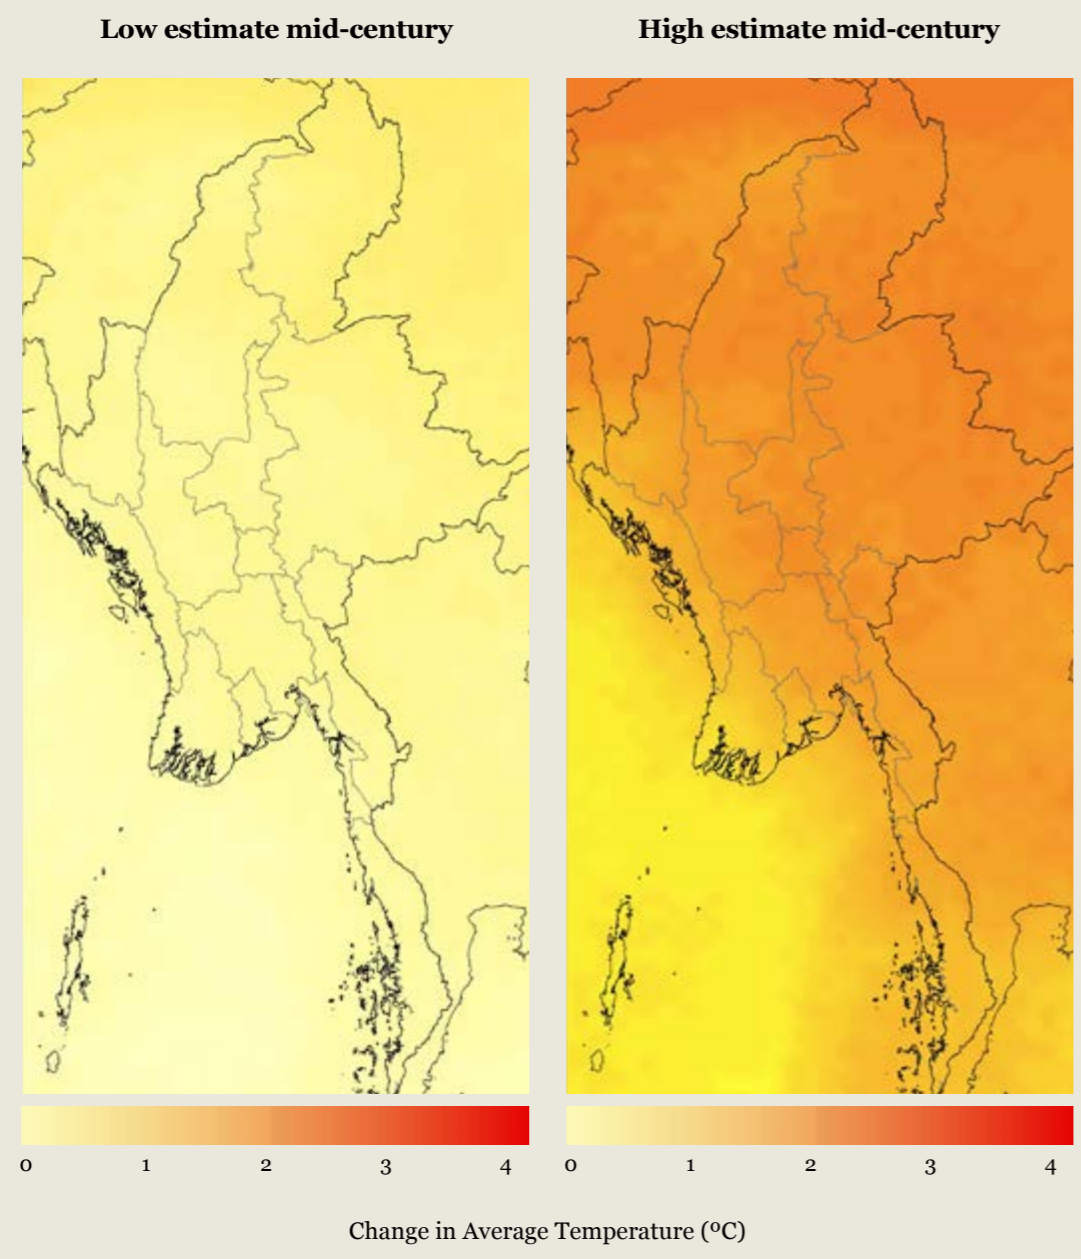 Low estimate mid-century
High estimate mid-century
0 1 2 3 4
0 1 2 3 4
Change in Average Temperature (ºC)